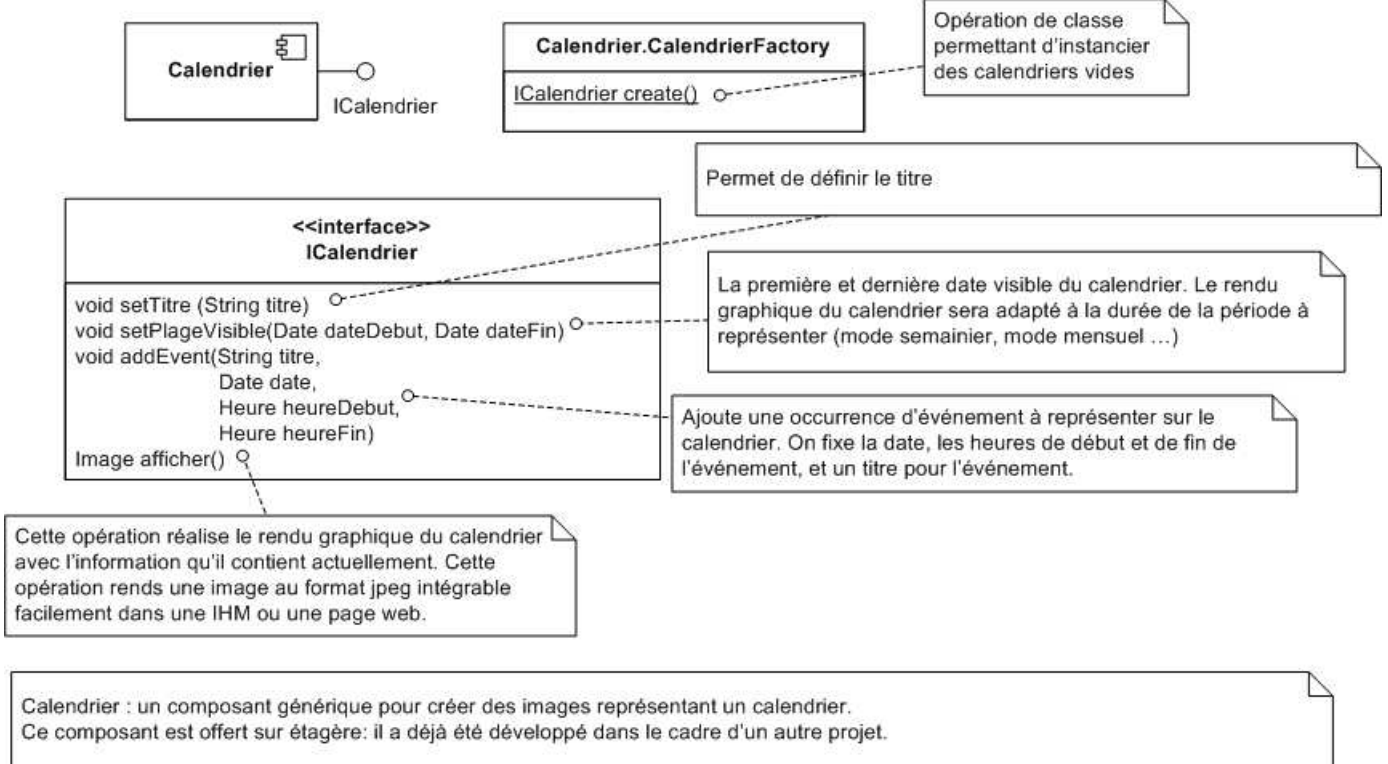 Calendrier
ICalendrier
Calendrier.CalendrierFactory
ICalendrier create()
Opération de classe
permettant d'instancier
des calendriers vides
Permet de définir le titre
<<interface>>
ICalendrier
void setTitre (String titre)
void setPlageVisible(Date dateDebut, Date dateFin)
void addEvent(String titre,
Date date,
Heure heureDebut,
Heure heureFin)
Image afficher()
La première et dernière date visible du calendrier. Le rendu
graphique du calendrier sera adapté à la durée de la période à
représenter (mode semainier, mode mensuel …)
Ajoute une occurrence d'événement à représenter sur le
calendrier. On fixe la date, les heures de début et de fin de
l'événement, et un titre pour l'événement.
Cette opération réalise le rendu graphique du calendrier
avec l'information qu'il contient actuellement. Cette
opération rends une image au format jpeg intégrable
facilement dans une IHM ou une page web.
Calendrier : un composant générique pour créer des images représentant un calendrier.
Ce composant est offert sur étagère: il a déjà été développé dans le cadre d'un autre projet.